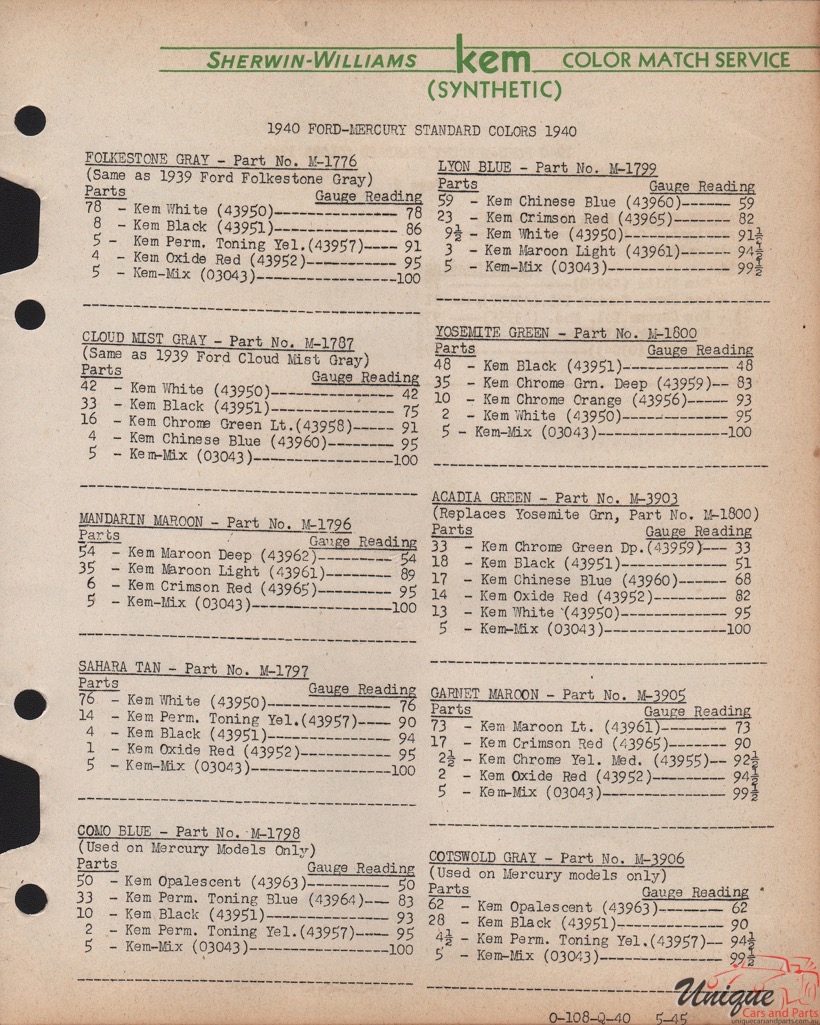 SHERWIN-WILLIAMS kem COLOR MATCH SERVICE
(SYNTHETIC)
1940 FORD-MERCURY STANDARD COLORS 1940
FOLKESTONE GRAY - Part No. M-1776
(Same as 1939 Ford Folkestone Gray)
Parts Gauge Reading
78 - Kem White (43950)---------------- 78
8 - Kem Black (43951)---------------- 86
5 - Kem Perm. Toning Yel.(43957)---- 91
4 - Kem Oxide Red (43952)----------- 95
5 - Kem-Mix (03043)------------------100
CLOUD MIST GRAY - Part No. M-1787
(Same as 1939 Ford Cloud Mist Gray)
Parts Gauge Reading
42 - Kem White (43950)--------------- 42
33 - Kem Black (43951)--------------- 75
16 - Kem Chrome Green Lt.(43958)----- 91
4 - Kem Chinese Blue (43960)-------- 95
5 - Kem-Mix (03043)-----------------100
MANDARIN MAROON - Part No. M-1796
Parts Gauge Reading
54 - Kem Maroon Deep (43962)--------- 54
35 - Kem Maroon Light (43961)-------- 89
6 - Kem Crimson Red (43965)--------- 95
5 - Kem-Mix (03043)-----------------100
SAHARA TAN - Part No. M-1797
Parts Gauge Reading
76 - Kem White (43950)--------------- 76
14 - Kem Perm. Toning Yel.(43957)---- 90
4 - Kem Black (43951)--------------- 94
1 - Kem Oxide Red (43952)----------- 95
5 - Kem-Mix (03043)-----------------100
COMO BLUE - Part No. M-1798
(Used on Mercury Models Only)
Parts Gauge Reading
50 - Kem Opalescent (43963)---------- 50
33 - Kem Perm. Toning Blue (43964)--- 83
10 - Kem Black (43951)--------------- 93
2 - Kem Perm. Toning Yel.(43957)---- 95
5 - Kem-Mix (03043)-----------------100
LYON BLUE - Part No. M-1799
Parts Gauge Reading
59 - Kem Chinese Blue (43960)------ 59
23 - Kem Crimson Red (43965)------- 82
9½ - Kem White (43950)------------- 91½
3 - Kem Maroon Light (43961)------ 94½
5 - Kem-Mix (03043)--------------- 99½
YOSEMITE GREEN - Part No. M-1800
Parts Gauge Reading
48 - Kem Black (43951)------------- 48
35 - Kem Chrome Grn. Deep (43959)-- 83
10 - Kem Chrome Orange (43956)----- 93
2 - Kem White (43950)------------- 95
5 - Kem-Mix (03043)-----------------100
ACADIA GREEN - Part No. M-3903
(Replaces Yosemite Grn, Part No. M-1800)
Parts Gauge Reading
33 - Kem Chrome Green Dp.(43959)--- 33
18 - Kem Black (43951)------------- 51
17 - Kem Chinese Blue (43960)------ 68
14 - Kem Oxide Red (43952)--------- 82
13 - Kem White (43950)------------- 95
5 - Kem-Mix (03043)---------------100
GARNET MAROON - Part No. M-3905
Parts Gauge Reading
73 - Kem Maroon Lt. (43961)-------- 73
17 - Kem Crimson Red (43965)------- 90
2½ - Kem Chrome Yel. Med. (43955)-- 92½
2 - Kem Oxide Red (43952)--------- 94½
5 - Kem-Mix (03043)--------------- 99½
COTSWOLD GRAY - Part No. M-3906
(Used on Mercury models only)
Parts Gauge Reading
62 - Kem Opalescent (43963)-------- 62
28 - Kem Black (43951)------------- 90
4½ - Kem Perm. Toning Yel.(43957)-- 94½
5 - Kem-Mix (03043)--------------- 99½
O-108-Q-40 5-45
Unique
Cars and Parts
uniquecarsandparts.com.au